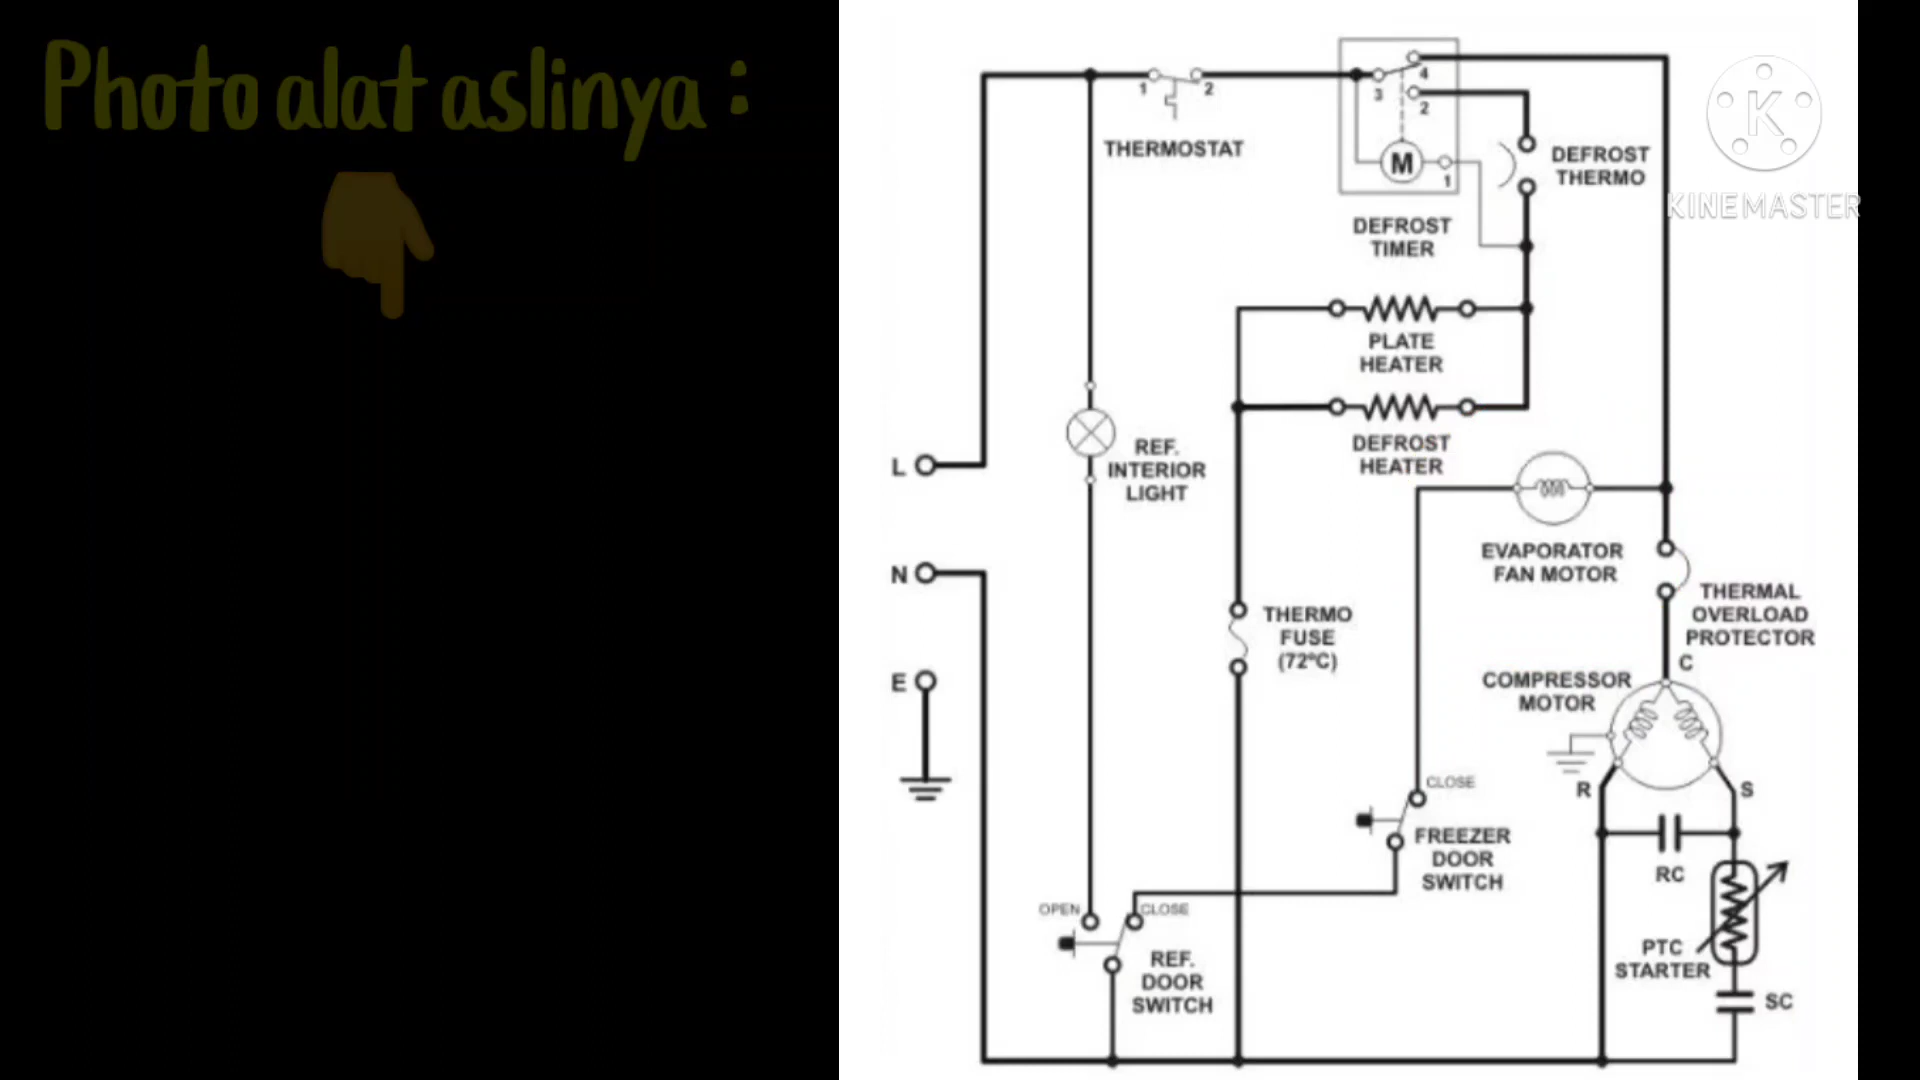 Photo alat aslinya :
1
2
THERMOSTAT
3
4
2
M
1
DEFROST
TIMER
DEFROST
THERMO
K
KINEMASTER
PLATE
HEATER
DEFROST
HEATER
L
REF.
INTERIOR
LIGHT
N
EVAPORATOR
FAN MOTOR
THERMO
FUSE
(72ºC)
THERMAL
OVERLOAD
PROTECTOR
E
C
COMPRESSOR
MOTOR
R
S
CLOSE
FREEZER
DOOR
SWITCH
RC
OPEN
CLOSE
REF.
DOOR
SWITCH
PTC
STARTER
SC